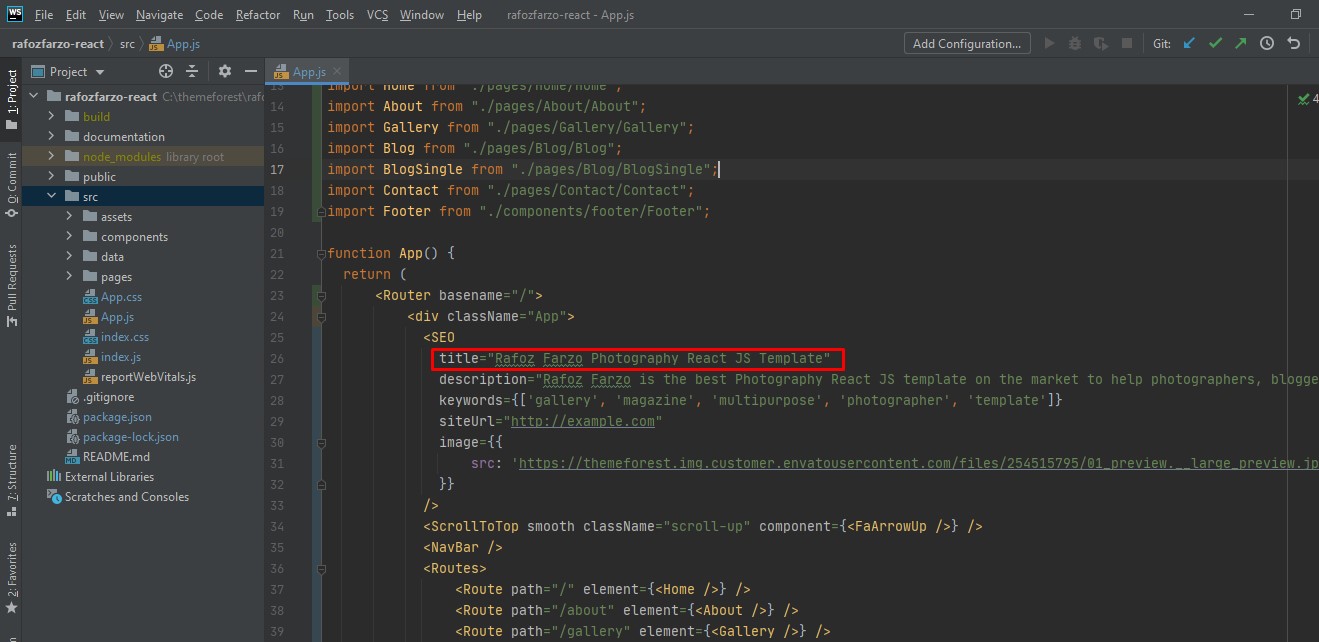 WS File Edit View Navigate Code Refactor Run Tools VCS Window Help rafozfarzo-react - App.js
rafozfarzo-react src JS App.js Add Configuration... Git:
Project App.js
1: Project
0: Commit
Pull Requests
7: Structure
2: Favorites
rafozfarzo-react C:\themeforest\rafo
build
documentation
node_modules library root
public
src
assets
components
data
pages
CSS App.css
JS App.js
CSS index.css
JS index.js
JS reportWebVitals.js
.gitignore
package.json
package-lock.json
MD README.md
External Libraries
Scratches and Consoles
4
13 import Home from "./pages/Home/Home";
14 import About from "./pages/About/About";
15 import Gallery from "./pages/Gallery/Gallery";
16 import Blog from "./pages/Blog/Blog";
17 import BlogSingle from "./pages/Blog/BlogSingle";
18 import Contact from "./pages/Contact/Contact";
19 import Footer from "./components/footer/Footer";
20
21 function App() {
22 return (
23 <Router basename="/">
24 <div className="App">
25 <SEO
26 title="Rafoz Farzo Photography React JS Template"
27 description="Rafoz Farzo is the best Photography React JS template on the market to help photographers, blogge
28 keywords={['gallery', 'magazine', 'multipurpose', 'photographer', 'template']}
29 siteUrl="http://example.com"
30 image={{
31 src: 'https://themeforest.img.customer.envatousercontent.com/files/254515795/01_preview.__large_preview.jp
32 }}
33 />
34 <ScrollToTop smooth className="scroll-up" component={<FaArrowUp />} />
35 <NavBar />
36 <Routes>
37 <Route path="/" element={<Home />} />
38 <Route path="/about" element={<About />} />
39 <Route path="/gallery" element={<Gallery />} />